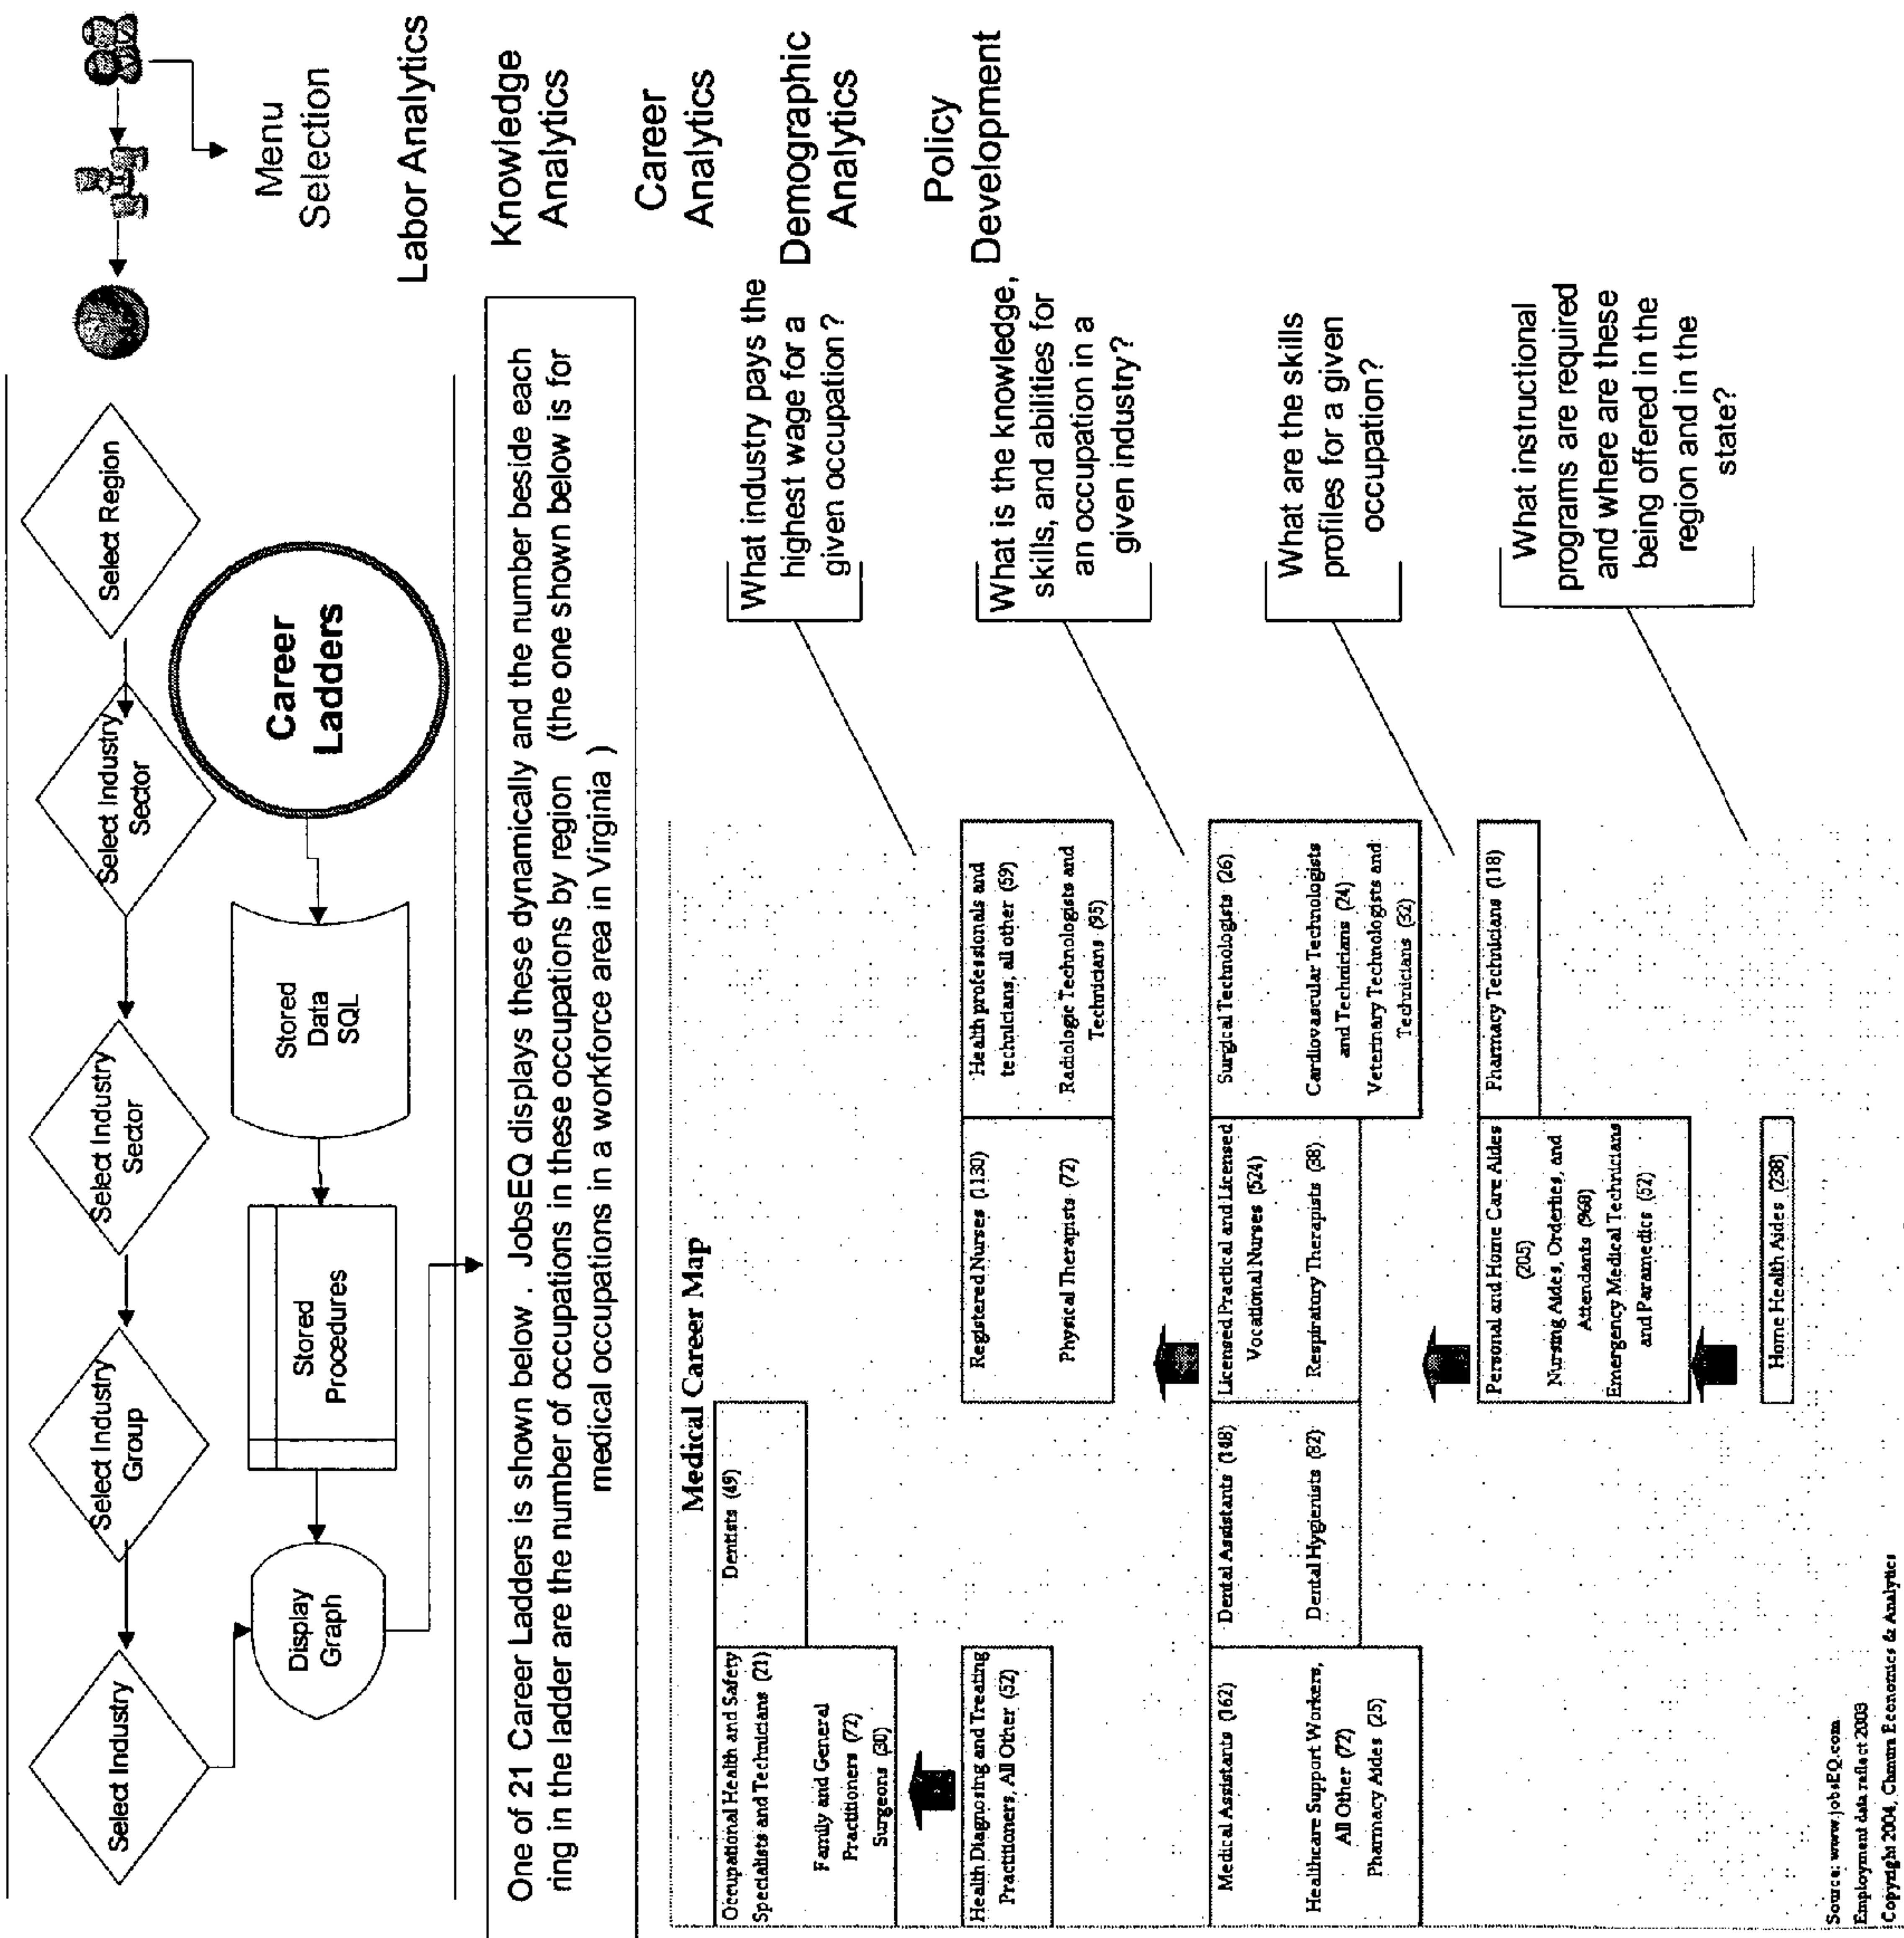 Menu
Selection
Labor Analytics
Knowledge
Analytics
Career
Analytics
Demographic
Analytics
Policy
Development
Select Region
Select Industry
Sector
Select Industry
Sector
Select Industry
Group
Select Industry
Career
Ladders
Stored
Data
SQL
Stored
Procedures
Display
Graph
One of 21 Career Ladders is shown below . JobsEQ displays these dynamically and the number beside each
ring in the ladder are the number of occupations in these occupations by region (the one shown below is for
medical occupations in a workforce area in Virginia )
Medical Career Map
Occupational Health and Safety
Specialists and Technicians (21)
Family and General
Practitioners (72)
Surgeons (30)
Dentists (49)
Health Diagnosing and Treating
Practitioners, All Other (52)
Registered Nurses (1130)
Physical Therapists (72)
Health professionals and
technicians, all other (59)
Radiologic Technologists and
Technicians (95)
Medical Assistants (162)
Healthcare Support Workers,
All Other (72)
Pharmacy Aides (25)
Dental Assistants (148)
Dental Hygienists (82)
Licensed Practical and Licensed
Vocational Nurses (524)
Respiratory Therapists (38)
Surgical Technologists (26)
Cardiovascular Technologists
and Technicians (24)
Veterinary Technologists and
Technicians (32)
Personal and Home Care Aides
(205)
Nursing Aides, Orderlies, and
Attendants (968)
Emergency Medical Technicians
and Paramedics (52)
Pharmacy Technicians (118)
Home Health Aides (238)
What industry pays the
highest wage for a
given occupation ?
What is the knowledge,
skills, and abilities for
an occupation in a
given industry?
What are the skills
profiles for a given
occupation?
What instructional
programs are required
and where are these
being offered in the
region and in the
state?
Source: www.jobsEQ.com
Employment data reflect 2003
Copyright 2004, Chmura Economics & Analytics